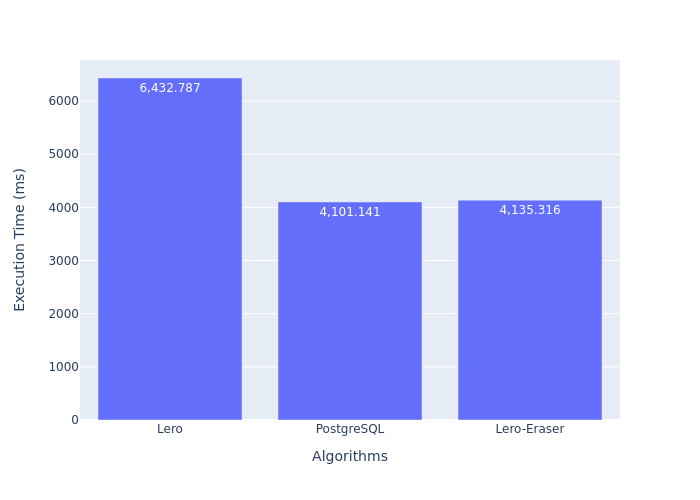 6,432.787
4,101.141
4,135.316
6000
5000
4000
3000
2000
1000
0
Execution Time (ms)
Lero
PostgreSQL
Lero-Eraser
Algorithms